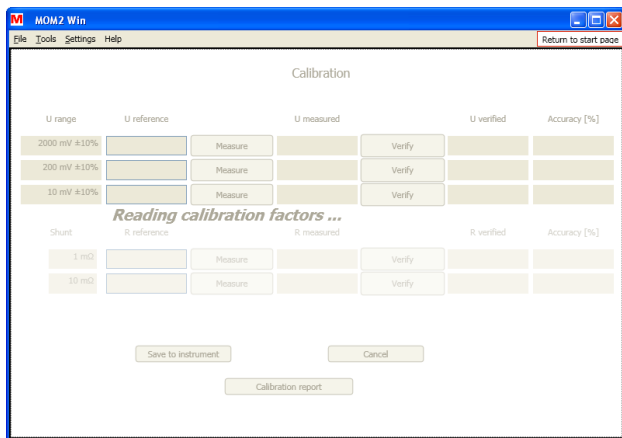 M MOM2 Win
File Tools Settings Help Return to start page
Calibration
U range U reference U measured U verified Accuracy [%]
2000 mV ±10% Measure Verify
200 mV ±10% Measure Verify
10 mV ±10% Measure Verify
Reading calibration factors ...
Shunt R reference R measured R verified Accuracy [%]
1 mΩ Measure Verify
10 mΩ Measure Verify
Save to instrument Cancel
Calibration report